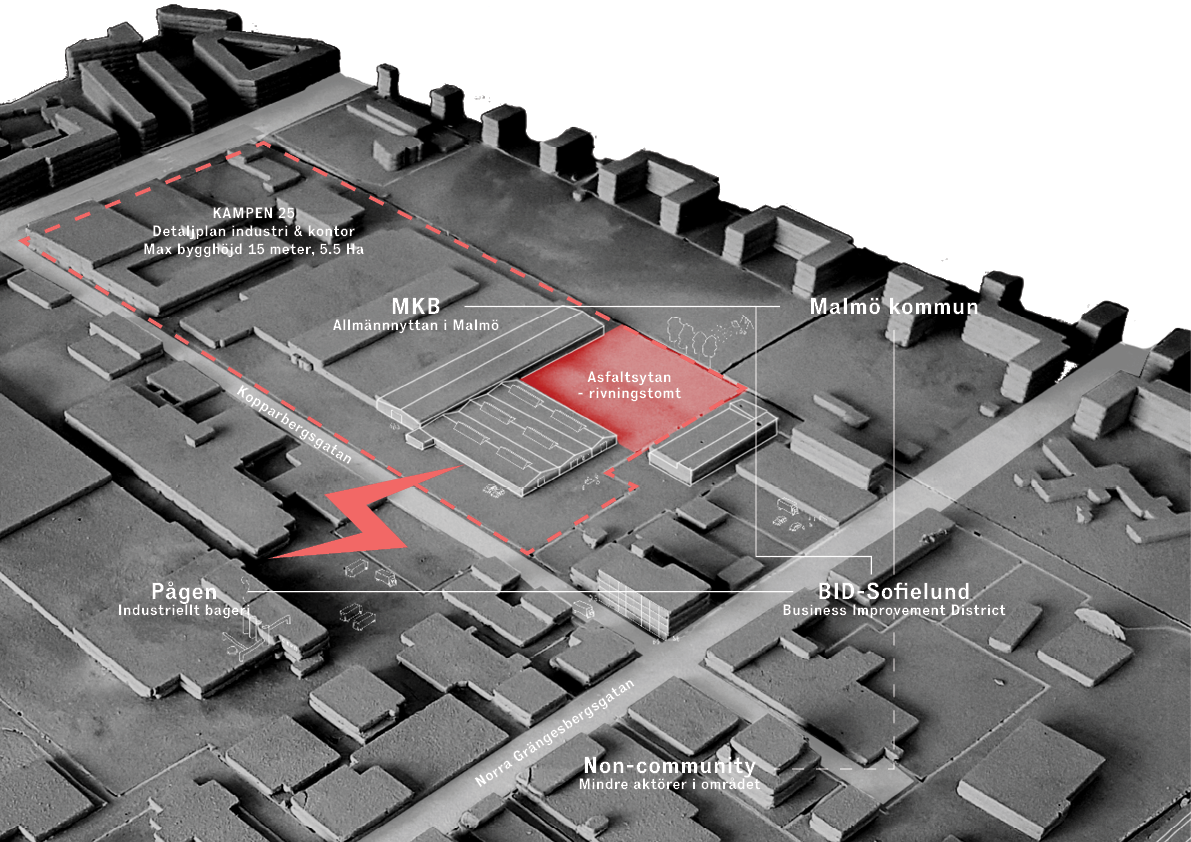 KAMPEN 25
Detaljplan industri & kontor
Max bygghöjd 15 meter, 5.5 Ha
MKB
Allmännnyttan i Malmö
Malmö kommun
Asfaltsytan
- rivningstomt
Kopparbergsgatan
Pågen
Industriellt bageri
BID-Sofielund
Business Improvement District
Norra Grängesbergsgatan
Non-community
Mindre aktörer i området